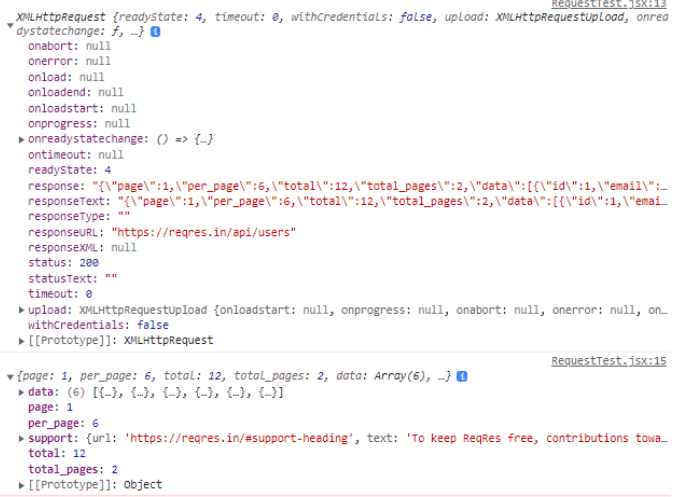 RequestTest.jsx:13
XMLHttpRequest {readyState: 4, timeout: 0, withCredentials: false, upload: XMLHttpRequestUpload, onrea
dystatechange: f, …} i
onabort: null
onerror: null
onload: null
onloadend: null
onloadstart: null
onprogress: null
onreadystatechange: () => {…}
ontimeout: null
readyState: 4
response: "{\"page\":1,\"per_page\":6,\"total\":12,\"total_pages\":2,\"data\":[{\"id\":1,\"email\":…
responseText: "{\"page\":1,\"per_page\":6,\"total\":12,\"total_pages\":2,\"data\":[{\"id\":1,\"emai…
responseType: ""
responseURL: "https://reqres.in/api/users"
responseXML: null
status: 200
statusText: ""
timeout: 0
upload: XMLHttpRequestUpload {onloadstart: null, onprogress: null, onabort: null, onerror: null, on…
withCredentials: false
[[Prototype]]: XMLHttpRequest
RequestTest.jsx:15
{page: 1, per_page: 6, total: 12, total_pages: 2, data: Array(6), …} i
data: (6) [{…}, {…}, {…}, {…}, {…}, {…}]
page: 1
per_page: 6
support: {url: 'https://reqres.in/#support-heading', text: 'To keep ReqRes free, contributions towa…
total: 12
total_pages: 2
[[Prototype]]: Object